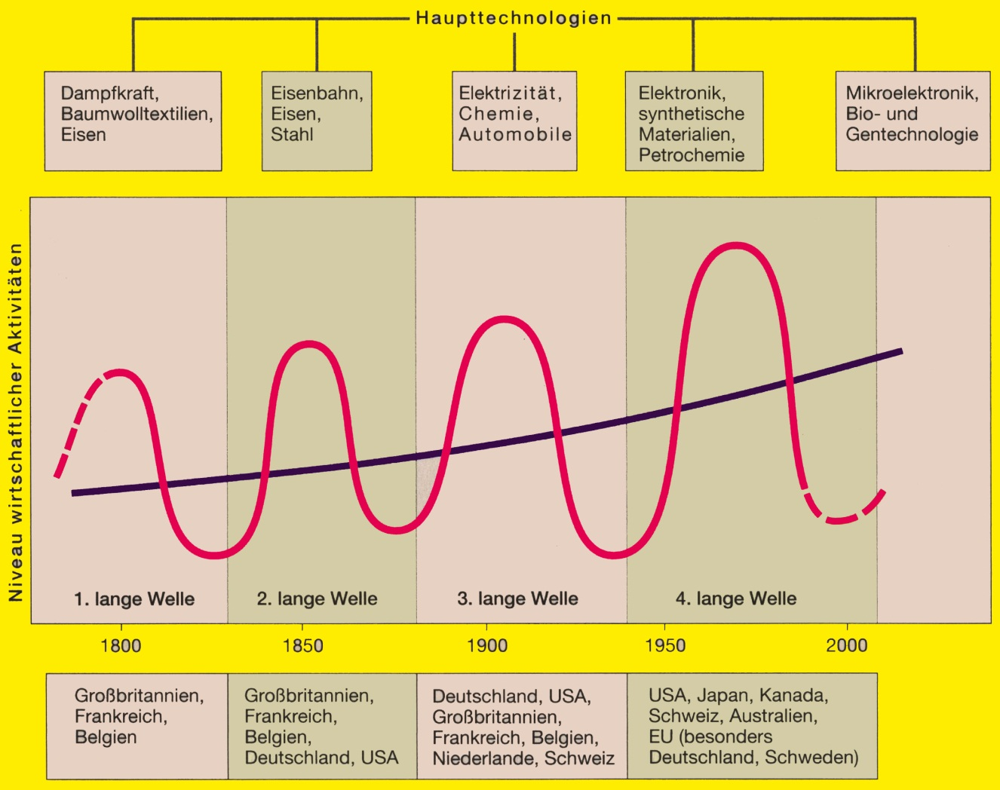 Haupttechnologien
Dampfkraft,
Baumwolltextilien,
Eisen
Eisenbahn,
Eisen,
Stahl
Elektrizität,
Chemie,
Automobile
Elektronik,
synthetische
Materialien,
Petrochemie
Mikroelektronik,
Bio- und
Gentechnologie
Niveau wirtschaftlicher Aktivitäten
1. lange Welle
2. lange Welle
3. lange Welle
4. lange Welle
1800
1850
1900
1950
2000
Großbritannien,
Frankreich,
Belgien
Großbritannien,
Frankreich,
Belgien,
Deutschland, USA
Deutschland, USA,
Großbritannien,
Frankreich, Belgien,
Niederlande, Schweiz
USA, Japan, Kanada,
Schweiz, Australien,
EU (besonders
Deutschland, Schweden)